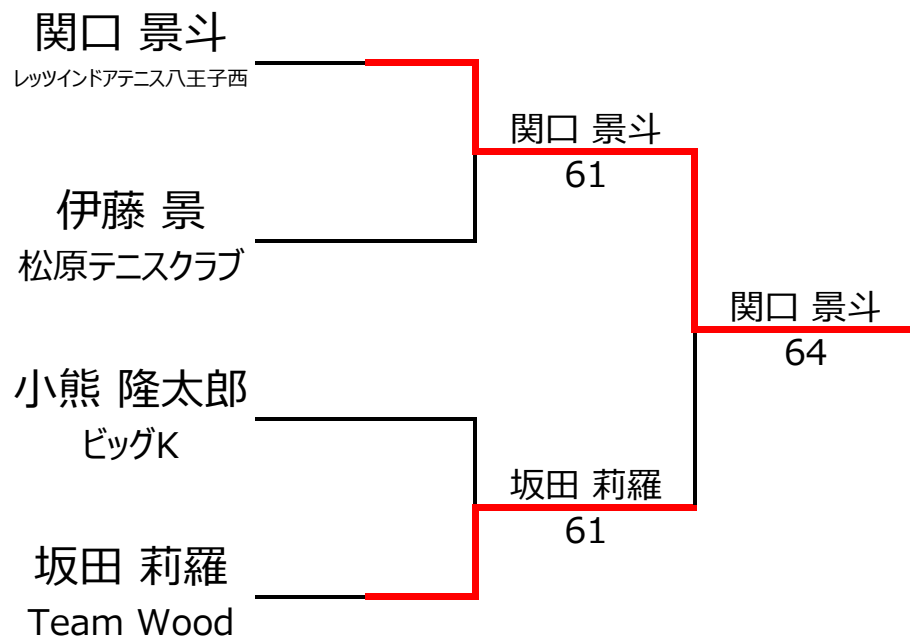 関口 景斗
レッツインドアテニス八王子西
関口 景斗
61
伊藤 景
松原テニスクラブ
関口 景斗
64
小熊 隆太郎
ビッグK
坂田 莉羅
61
坂田 莉羅
Team Wood